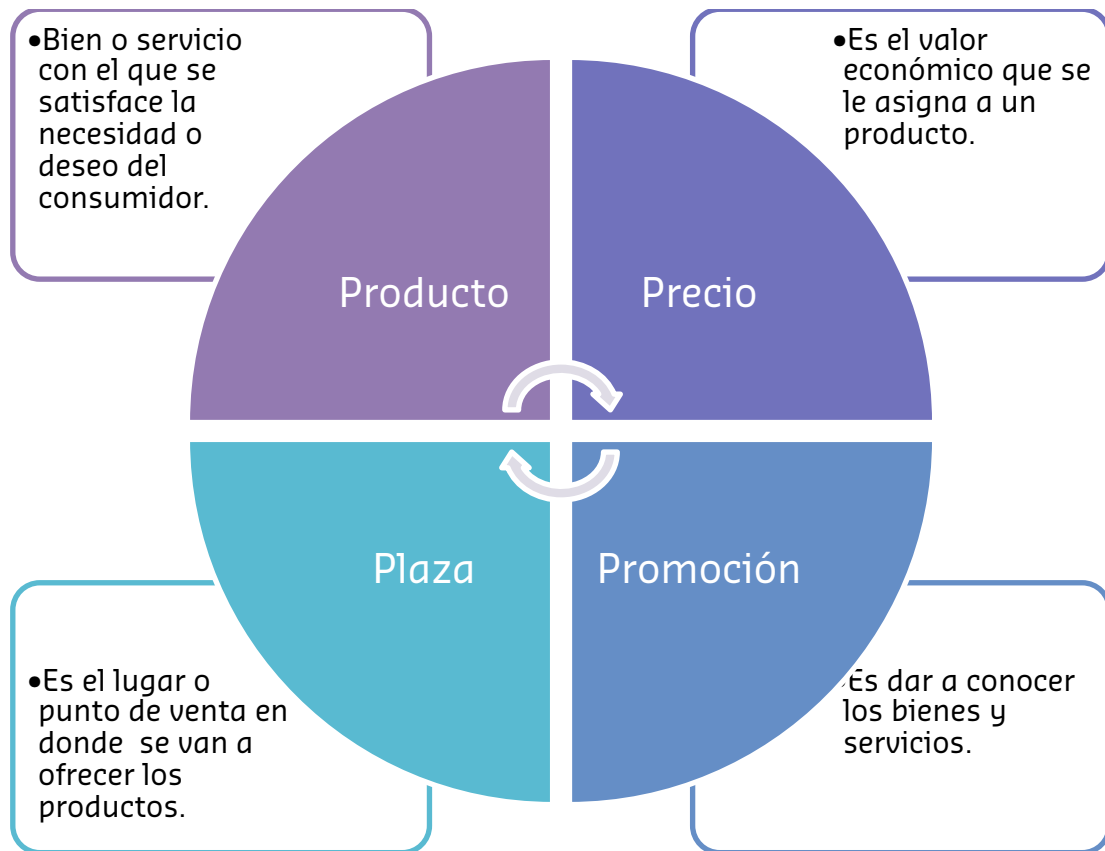 •Bien o servicio
con el que se
satisface la
necesidad o
deseo del
consumidor.
•Es el valor
económico que se
le asigna a un
producto.
Producto
Precio
Plaza
Promoción
•Es el lugar o
punto de venta en
donde se van a
ofrecer los
productos.
•Es dar a conocer
los bienes y
servicios.